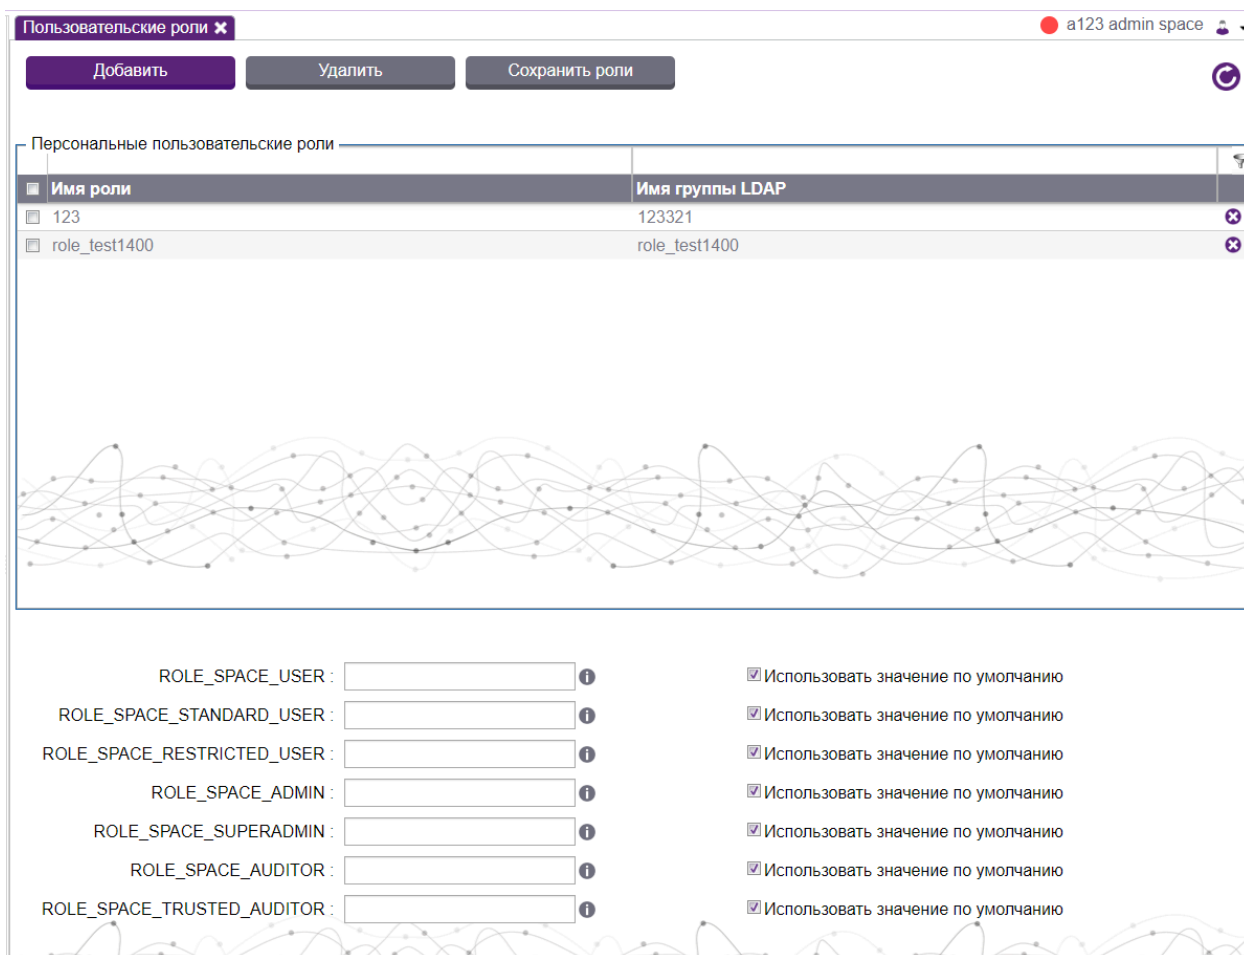 Пользовательские роли
a123 admin space
Добавить Удалить Сохранить роли
Персональные пользовательские роли
Имя роли Имя группы LDAP
123 123321
role_test1400 role_test1400
ROLE_SPACE_USER : Использовать значение по умолчанию
ROLE_SPACE_STANDARD_USER : Использовать значение по умолчанию
ROLE_SPACE_RESTRICTED_USER : Использовать значение по умолчанию
ROLE_SPACE_ADMIN : Использовать значение по умолчанию
ROLE_SPACE_SUPERADMIN : Использовать значение по умолчанию
ROLE_SPACE_AUDITOR : Использовать значение по умолчанию
ROLE_SPACE_TRUSTED_AUDITOR : Использовать значение по умолчанию